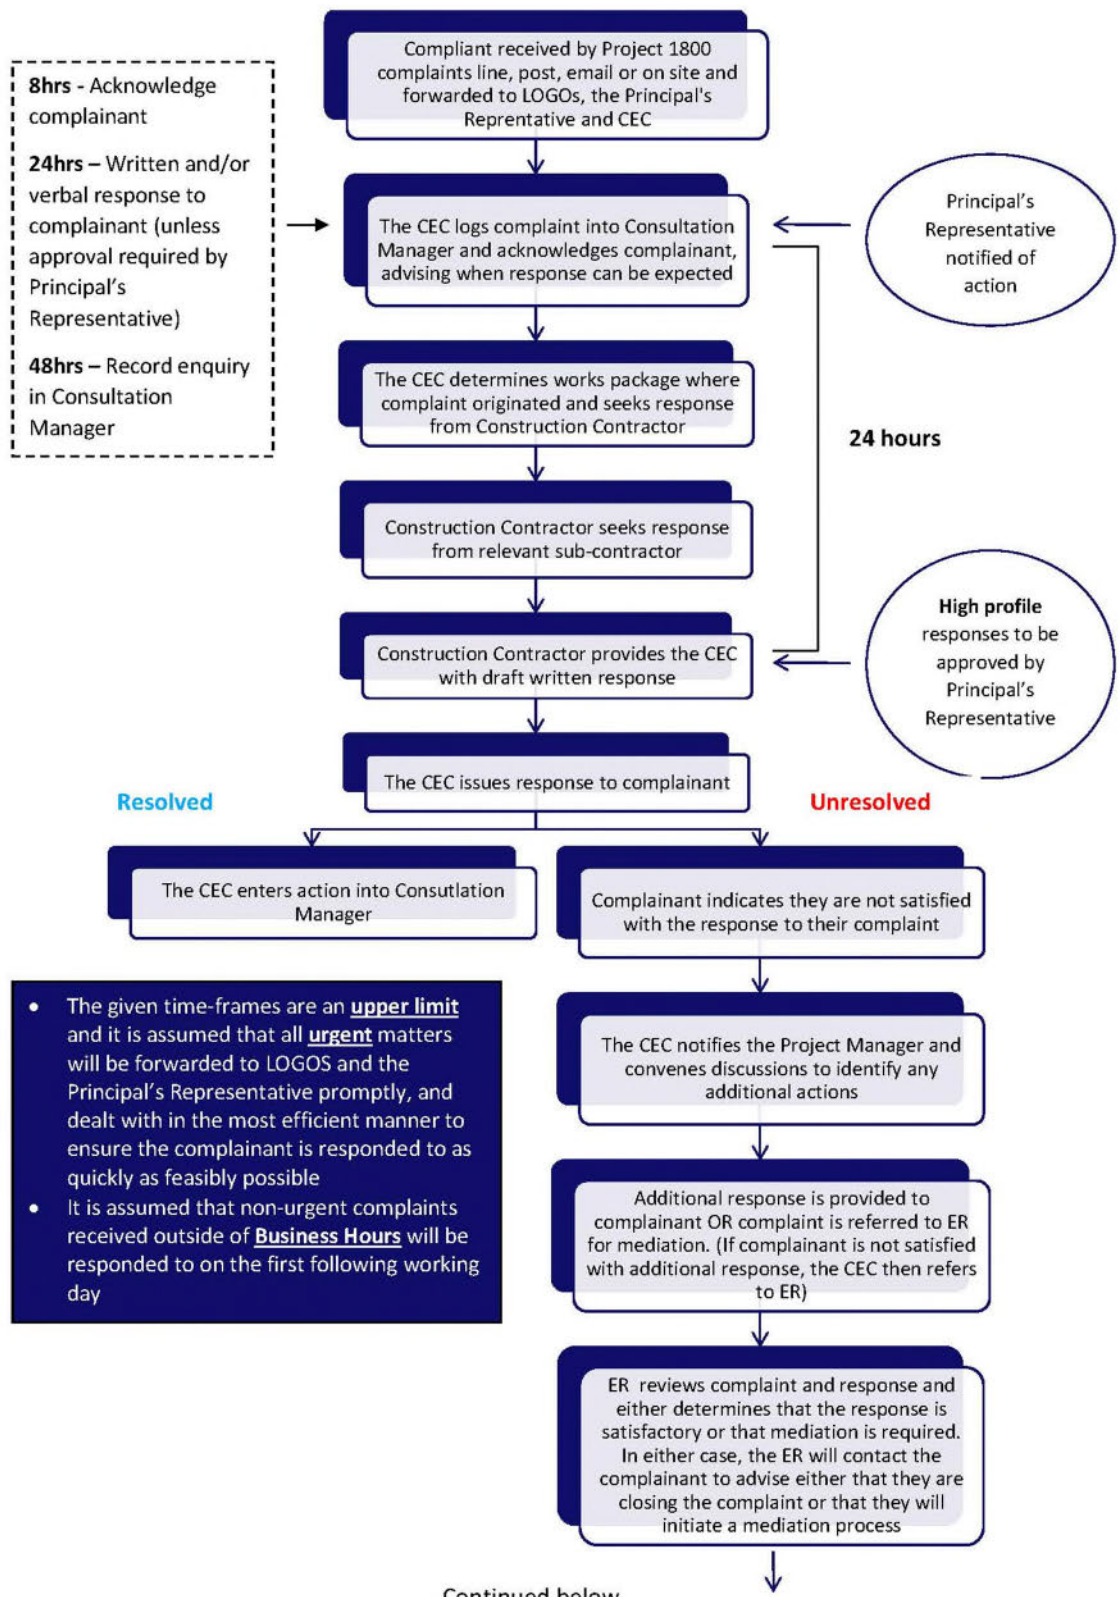 Compliant received by Project 1800
complaints line, post, email or on site and
forwarded to LOGOs, the Principal's
Reprentative and CEC
8hrs - Acknowledge
complainant
24hrs – Written and/or
verbal response to
complainant (unless
approval required by
Principal's
Representative)
48hrs – Record enquiry
in Consultation
Manager
The CEC logs complaint into Consultation
Manager and acknowledges complainant,
advising when response can be expected
Principal's
Representative
notified of
action
The CEC determines works package where
complaint originated and seeks response
from Construction Contractor
24 hours
Construction Contractor seeks response
from relevant sub-contractor
Construction Contractor provides the CEC
with draft written response
High profile
responses to be
approved by
Principal's
Representative
The CEC issues response to complainant
Resolved
Unresolved
The CEC enters action into Consutlation
Manager
Complainant indicates they are not satisfied
with the response to their complaint
• The given time-frames are an upper limit
and it is assumed that all urgent matters
will be forwarded to LOGOS and the
Principal's Representative promptly, and
dealt with in the most efficient manner to
ensure the complainant is responded to as
quickly as feasibly possible
• It is assumed that non-urgent complaints
received outside of Business Hours will be
responded to on the first following working
day
The CEC notifies the Project Manager and
convenes discussions to identify any
additional actions
Additional response is provided to
complainant OR complaint is referred to ER
for mediation. (If complainant is not satisfied
with additional response, the CEC then refers
to ER)
ER reviews complaint and response and
either determines that the response is
satisfactory or that mediation is required.
In either case, the ER will contact the
complainant to advise either that they are
closing the complaint or that they will
initiate a mediation process
Continued below